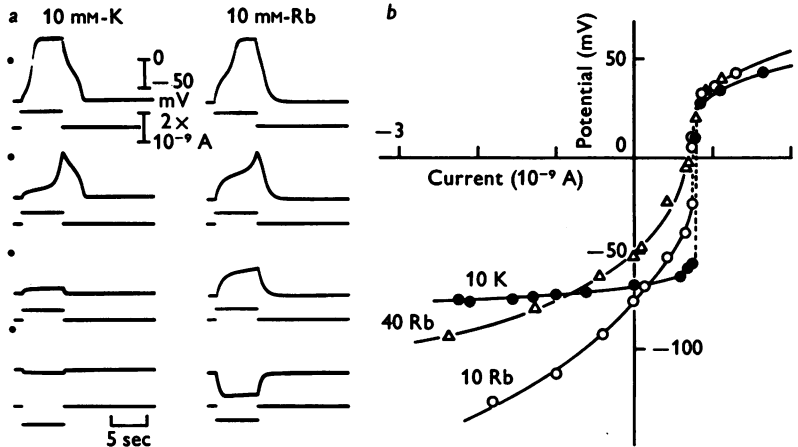 a 10 mM-K 10 mM-Rb
0
−50
mV
2×
10⁻⁹ A
5 sec
b
Potential (mV)
50
0
−3
Current (10⁻⁹ A)
−50
10 K
40 Rb
−100
10 Rb